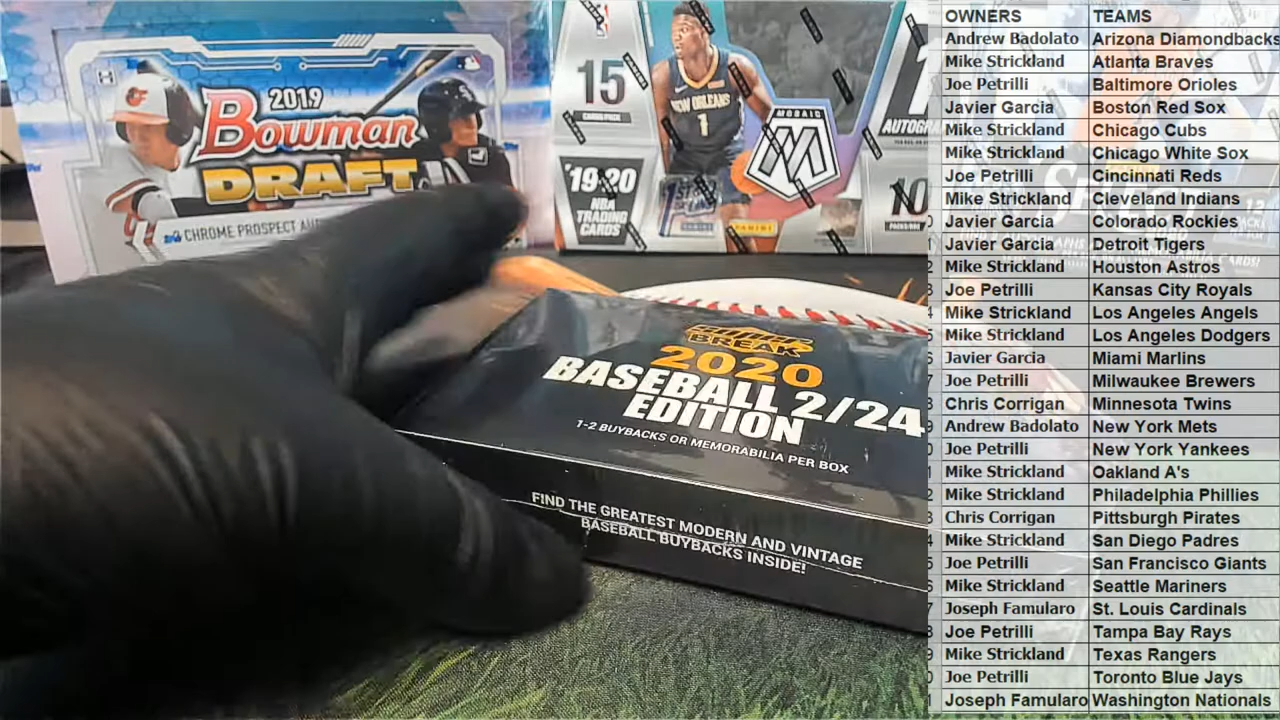 2019
Bowman
DRAFT
CHROME PROSPECT
15
CARDS/PACK
NEW ORLEANS
1
MOSAIC
19-20
NBA
TRADING
CARDS
PANINI
10
SUPER
BREAK
2020
BASEBALL 2/24
EDITION
1-2 BUYBACKS OR MEMORABILIA PER BOX
FIND THE GREATEST MODERN AND VINTAGE
BASEBALL BUYBACKS INSIDE!
OWNERS TEAMS
Andrew Badolato Arizona Diamondbacks
Mike Strickland Atlanta Braves
Joe Petrilli Baltimore Orioles
Javier Garcia Boston Red Sox
Mike Strickland Chicago Cubs
Mike Strickland Chicago White Sox
Joe Petrilli Cincinnati Reds
Mike Strickland Cleveland Indians
Javier Garcia Colorado Rockies
Javier Garcia Detroit Tigers
Mike Strickland Houston Astros
Joe Petrilli Kansas City Royals
Mike Strickland Los Angeles Angels
Mike Strickland Los Angeles Dodgers
Javier Garcia Miami Marlins
Joe Petrilli Milwaukee Brewers
Chris Corrigan Minnesota Twins
Andrew Badolato New York Mets
Joe Petrilli New York Yankees
Mike Strickland Oakland A's
Mike Strickland Philadelphia Phillies
Chris Corrigan Pittsburgh Pirates
Mike Strickland San Diego Padres
Joe Petrilli San Francisco Giants
Mike Strickland Seattle Mariners
Joseph Famularo St. Louis Cardinals
Joe Petrilli Tampa Bay Rays
Mike Strickland Texas Rangers
Joe Petrilli Toronto Blue Jays
Joseph Famularo Washington Nationals